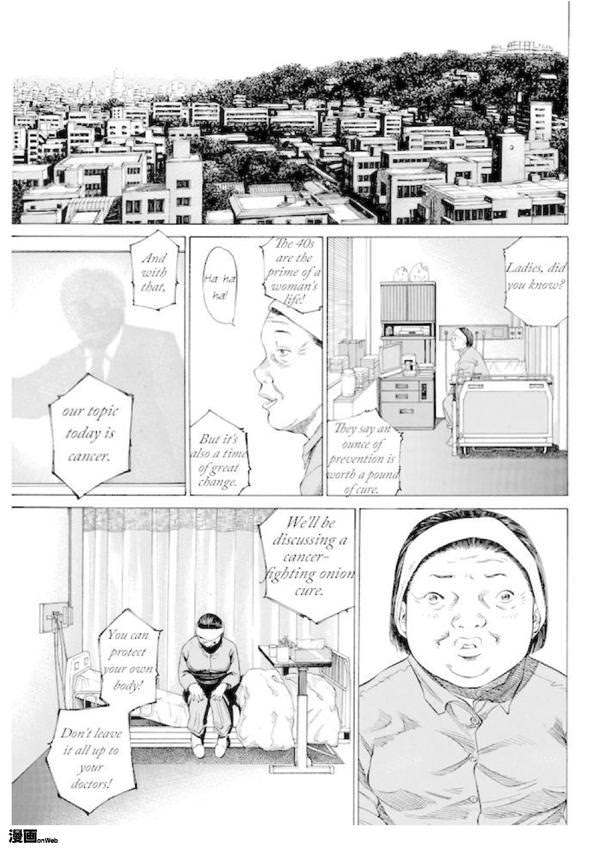 Ladies, did
you know?
They say an
ounce of
prevention is
worth a pound
of cure.
The 40s
are the
prime of a
woman's
life!
Ha ha
ha!
But it's
also a time
of great
change.
And
with
that,
our topic
today is
cancer.
We'll be
discussing a
cancer-
fighting onion
cure.
You can
protect
your own
body!
Don't leave
it all up to
your
doctors!
漫画onWeb